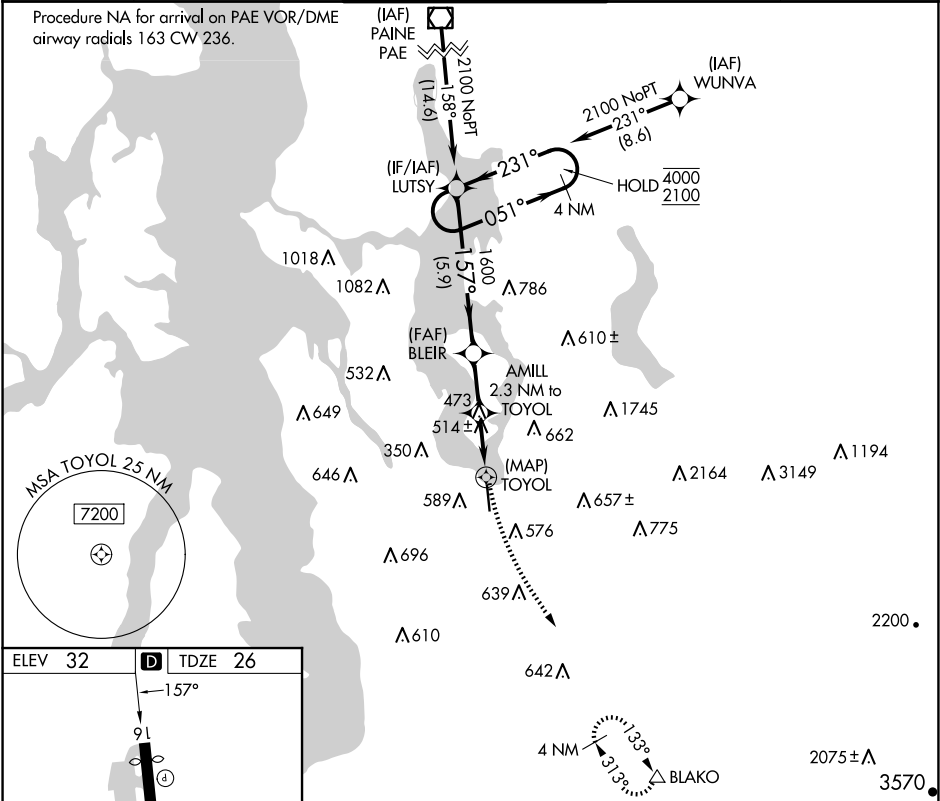 Procedure NA for arrival on PAE VOR/DME
airway radials 163 CW 236.
(IAF)
PAINE
PAE
2100 NoPT
158°
(14.6)
(IAF)
WUNVA
2100 NoPT
231°
(8.6)
(IF/IAF)
LUTSY
231°
051°
4 NM
HOLD 4000
2100
1018
1082
1600
157°
(5.9)
786
(FAF)
BLEIR
610 ±
532
AMILL
2.3 NM to
TOYOL
473
514 ±
649
1745
662
350
646
(MAP)
TOYOL
1194
2164
3149
589
657 ±
576
775
MSA TOYOL 25 NM
7200
696
639
610
2200
642
ELEV 32
D
TDZE 26
157°
16
P
4 NM
133°
313°
BLAKO
2075 ±
3570